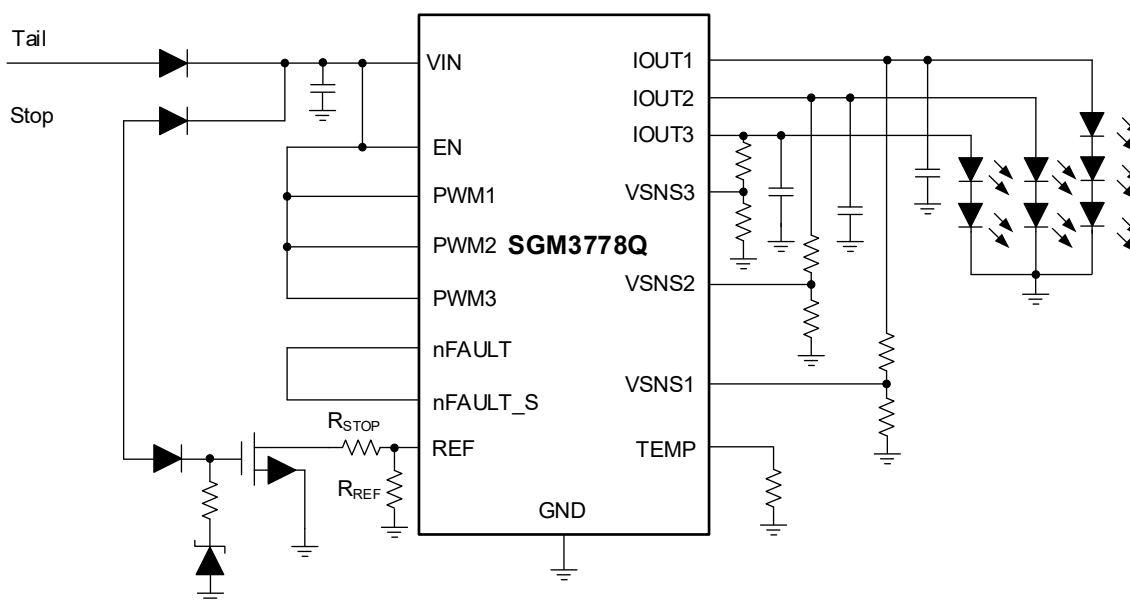 Tail
Stop
VIN
EN
PWM1
PWM2
PWM3
nFAULT
nFAULT_S
REF
RSTOP
RREF
SGM3778Q
GND
IOUT1
IOUT2
IOUT3
VSNS3
VSNS2
VSNS1
TEMP